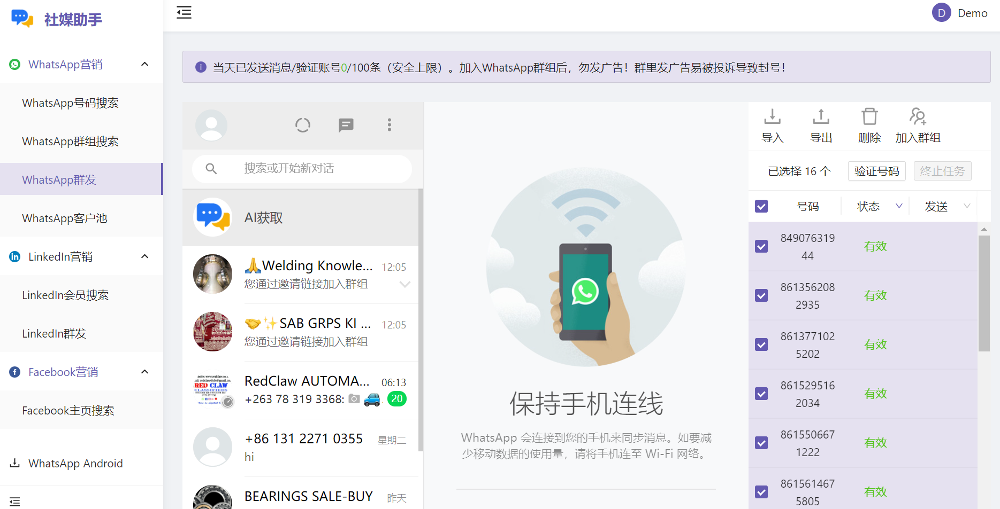 社媒助手
Demo
D
WhatsApp营销
WhatsApp号码搜索
WhatsApp群组搜索
WhatsApp群发
WhatsApp客户池
LinkedIn营销
LinkedIn会员搜索
LinkedIn群发
Facebook营销
Facebook主页搜索
WhatsApp Android
当天已发送消息/验证账号0/100条（安全上限）。加入WhatsApp群组后，勿发广告！群里发广告易被投诉导致封号！
搜索或开始新对话
AI获取
🙏Welding Knowle... 12:05
您通过邀请链接加入群组
🤝✨SAB GRPS KI ... 12:05
您通过邀请链接加入群组
RED CLAW
CLASSIFIEDS
RedClaw AUTOMA... 06:13
+263 78 319 3368: 📷 🚙 20
+86 131 2271 0355 星期二
hi
BEARINGS SALE-BUY 昨天
保持手机连线
WhatsApp 会连接到您的手机来同步消息。如要减
少移动数据的使用量，请将手机连至 Wi-Fi 网络。
导入 导出 删除 加入群组
已选择 16 个 验证号码 终止任务
号码 状态 发送
849076319
44 有效
861356208
2935 有效
861377102
5202 有效
861529516
2034 有效
861550667
1222 有效
861561467
5805 有效